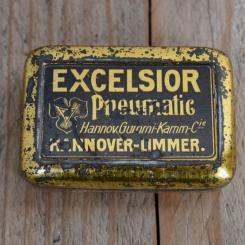 EXCELSIOR
Pneumatic
Hannov. Gummi-Kamm-Cie
HANNOVER-LIMMER.